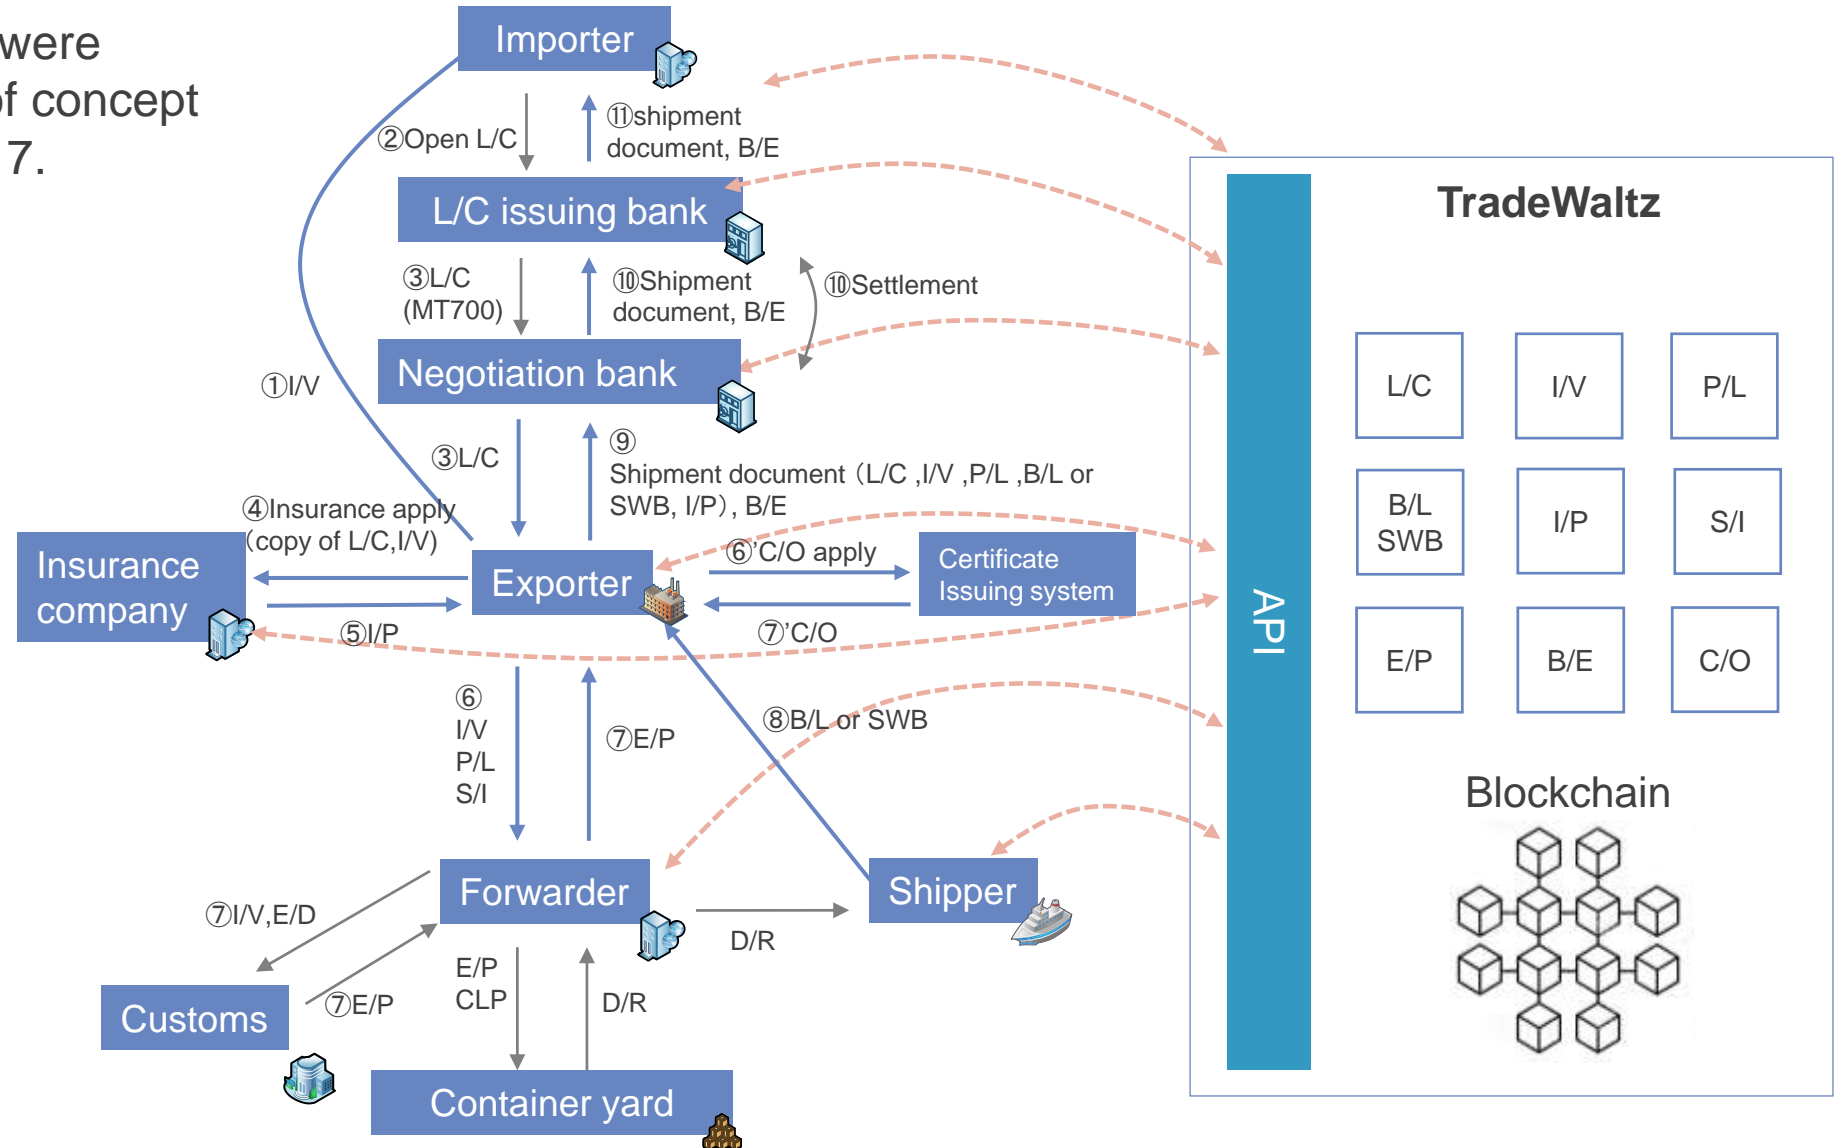 were
of concept
7.
Importer
②Open L/C
⑪shipment
document, B/E
L/C issuing bank
③L/C
(MT700)
⑩Shipment
document, B/E
⑩Settlement
Negotiation bank
①I/V
③L/C
⑨
Shipment document（L/C ,I/V ,P/L ,B/L or
SWB, I/P）, B/E
④Insurance apply
（copy of L/C,I/V)
Insurance
company
Exporter
⑥’C/O apply
Certificate
Issuing system
⑤I/P
⑦’C/O
⑥
I/V
P/L
S/I
⑦E/P
⑧B/L or SWB
Forwarder
Shipper
⑦I/V,E/D
D/R
E/P
CLP
D/R
⑦E/P
Customs
Container yard
API
TradeWaltz
L/C
I/V
P/L
B/L
SWB
I/P
S/I
E/P
B/E
C/O
Blockchain